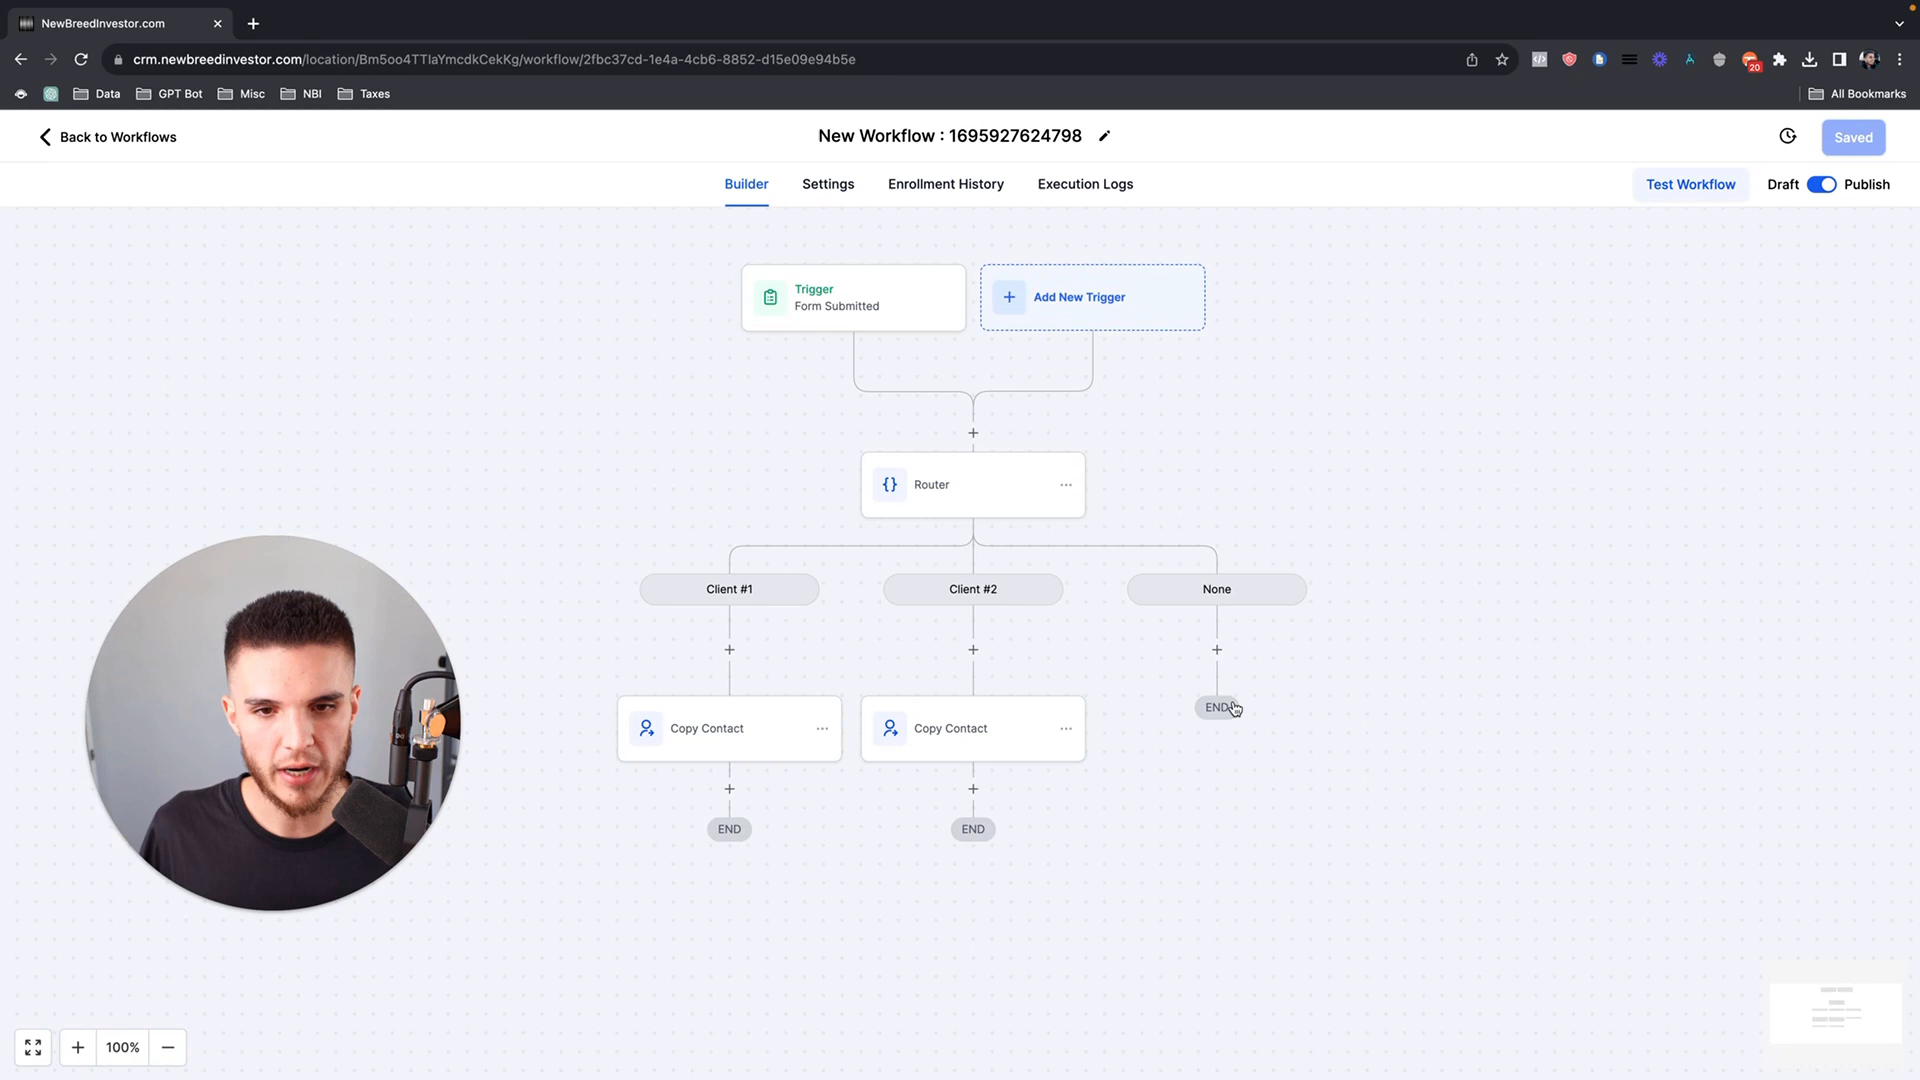 NewBreedInvestor.com
crm.newbreedinvestor.com/location/Bm5oo4TTlaYmcdkCekKg/workflow/2fbc37cd-1e4a-4cb6-8852-d15e09e94b5e
20
Data
GPT Bot
Misc
NBI
Taxes
All Bookmarks
Back to Workflows
New Workflow : 1695927624798
Saved
Builder
Settings
Enrollment History
Execution Logs
Test Workflow
Draft
Publish
Trigger
Form Submitted
Add New Trigger
Router
Client #1
Client #2
None
END
Copy Contact
Copy Contact
END
END
100%